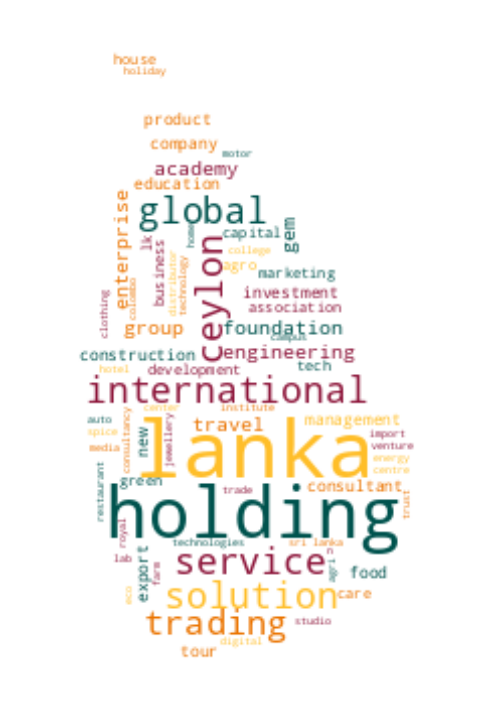 house
holiday
product
company
motor
academy
education
enterprise
global
gem
capital
home
lk
business
ceylon
college
distributor
technology
agro
marketing
colombo
investment
clothing
association
group
foundation
campus
construction
engineering
hotel
development
tech
international
center
institute
auto
consultancy
jewellery
travel
management
spice
new
lanka
import
media
venture
energy
centre
restaurant
green
trade
consultant
trust
holding
royal
technologies
sri lanka
lab
export
farm
service
n
agri
food
eco
solution
care
trading
studio
digital
tour